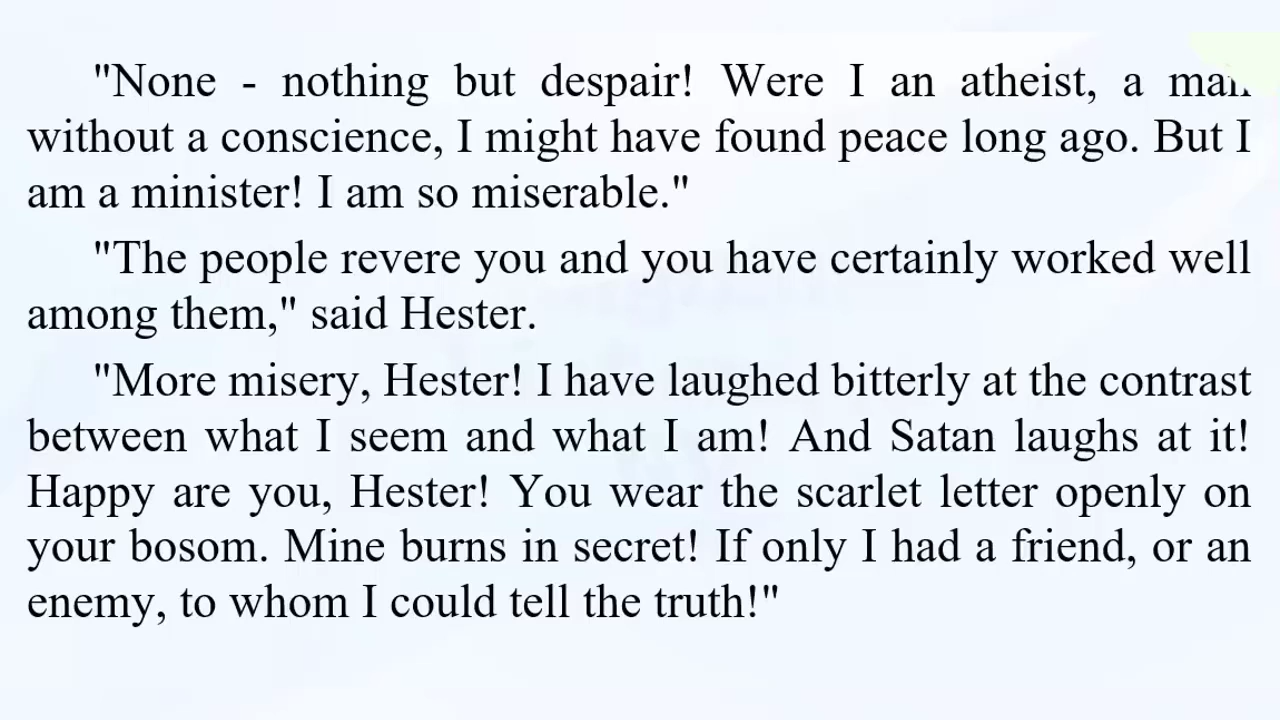 "None - nothing but despair! Were I an atheist, a man
without a conscience, I might have found peace long ago. But I
am a minister! I am so miserable."
"The people revere you and you have certainly worked well
among them," said Hester.
"More misery, Hester! I have laughed bitterly at the contrast
between what I seem and what I am! And Satan laughs at it!
Happy are you, Hester! You wear the scarlet letter openly on
your bosom. Mine burns in secret! If only I had a friend, or an
enemy, to whom I could tell the truth!"